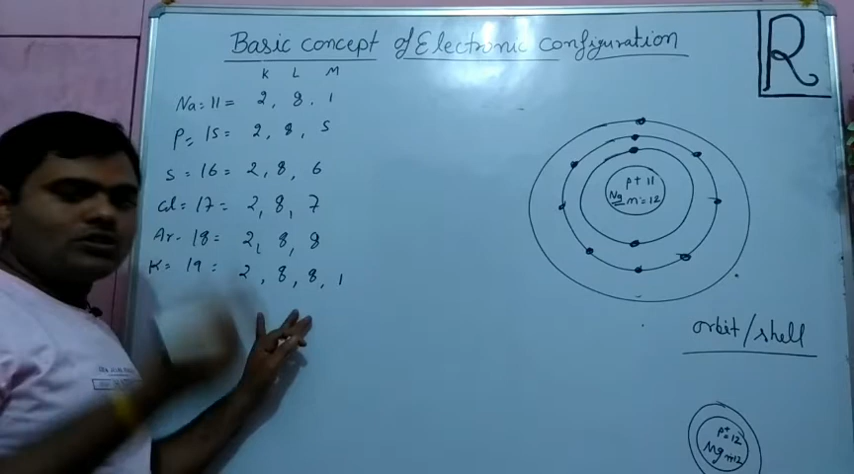 Basic concept of Electronic configuration
R
K L M
Na = 11 = 2, 8, 1
P = 15 = 2, 8, 5
S = 16 = 2, 8, 6
Cl = 17 = 2, 8, 7
Ar - 18 = 2, 8, 8
K = 19 = 2, 8, 8, 1
p+ 11
Na n = 12
orbit/shell
p+ = 12
Mg n=12